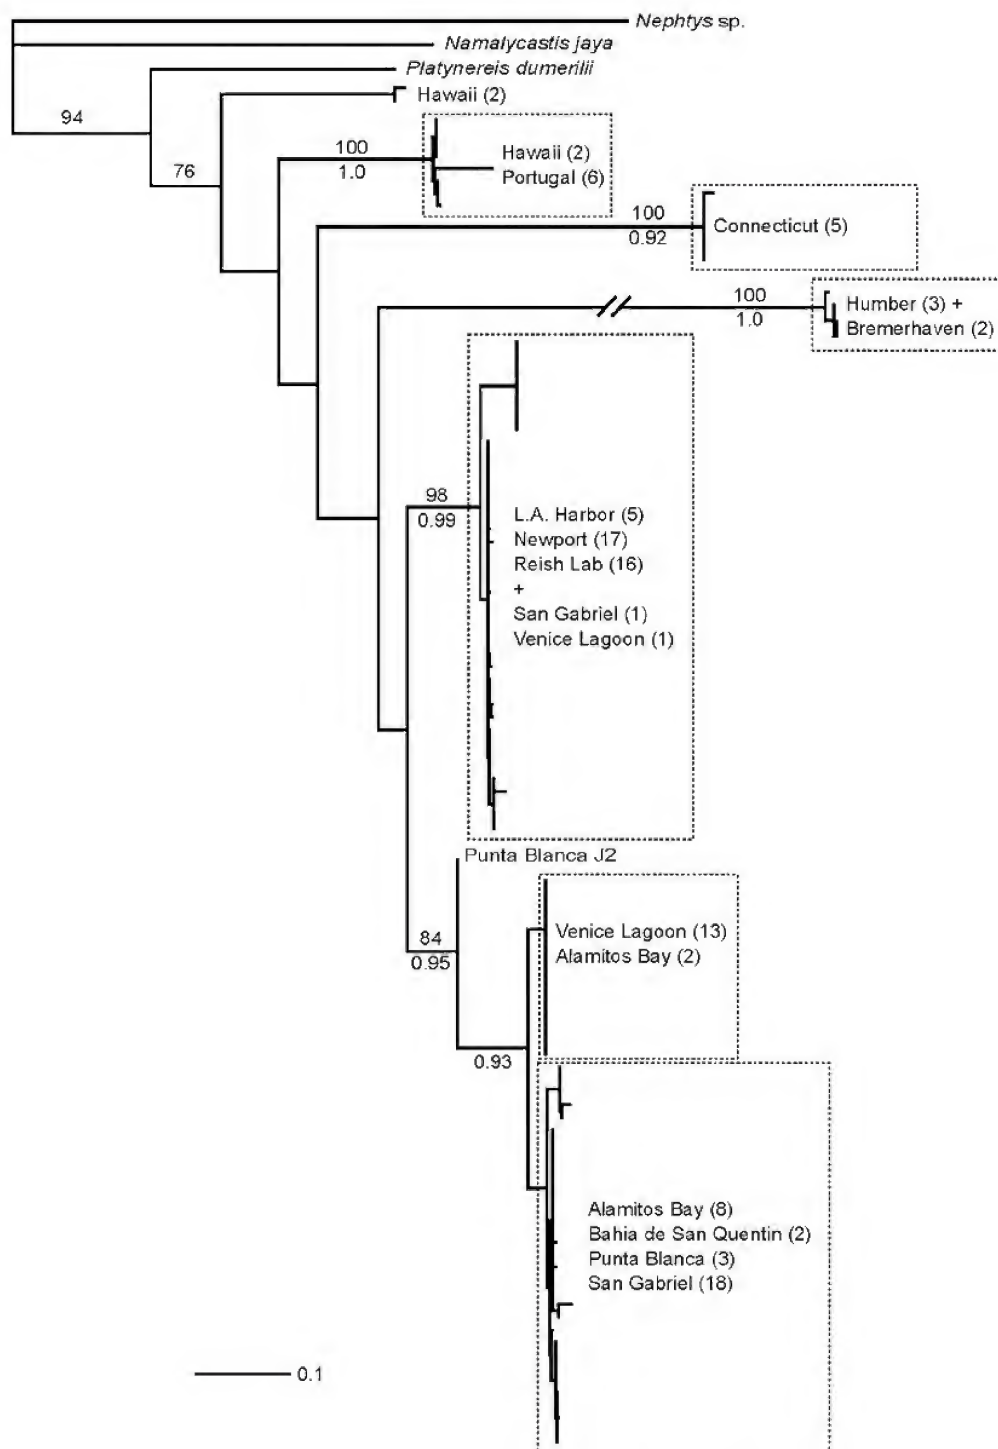 Nephtys sp.
Namalycastis jaya
Platynereis dumerilii
Hawaii (2)
94
76
100
1.0
Hawaii (2)
Portugal (6)
100
0.92
Connecticut (5)
100
1.0
Humber (3) +
Bremerhaven (2)
98
0.99
L.A. Harbor (5)
Newport (17)
Reish Lab (16)
+
San Gabriel (1)
Venice Lagoon (1)
Punta Blanca J2
84
0.95
Venice Lagoon (13)
Alamitos Bay (2)
0.93
Alamitos Bay (8)
Bahia de San Quentin (2)
Punta Blanca (3)
San Gabriel (18)
0.1